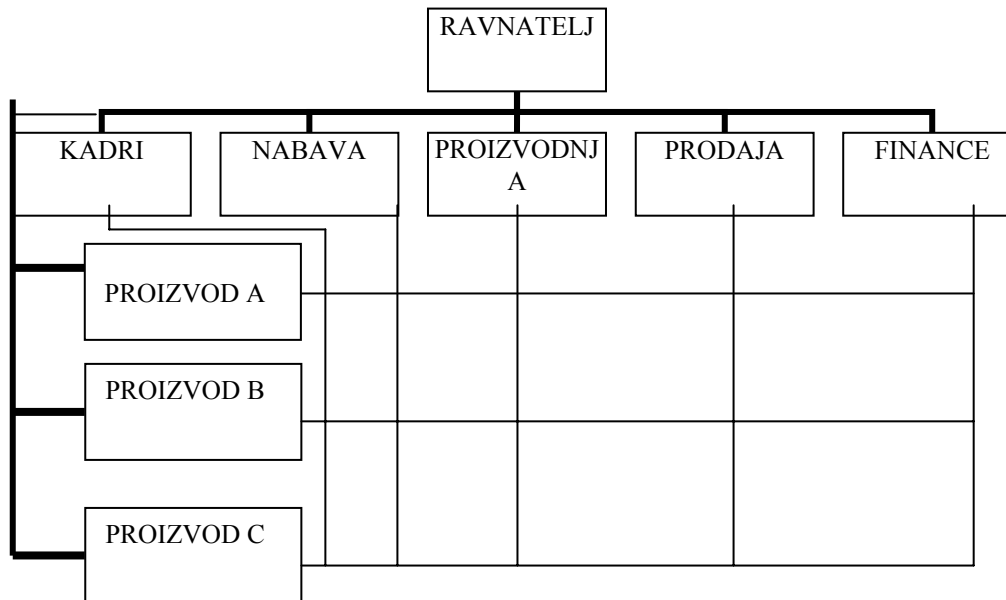 RAVNATELJ
KADRI
NABAVA
PROIZVODNJ
A
PRODAJA
FINANCE
PROIZVOD A
PROIZVOD B
PROIZVOD C